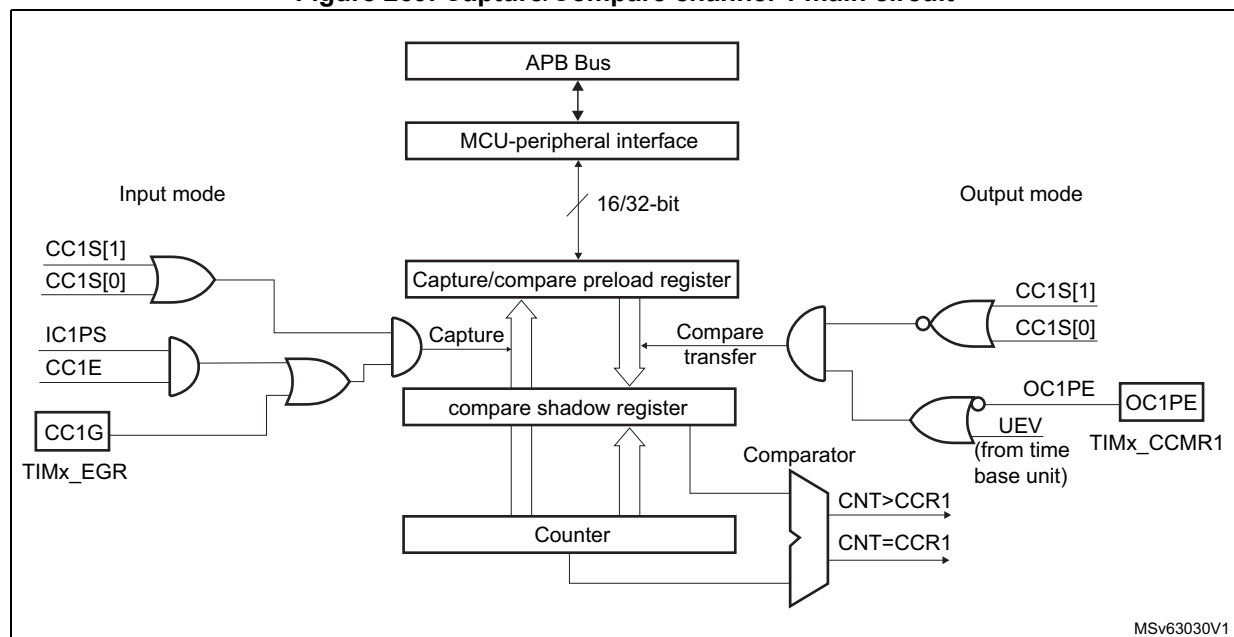 APB Bus
MCU-peripheral interface
Input mode
16/32-bit
Output mode
CC1S[1]
CC1S[0]
Capture/compare preload register
CC1S[1]
CC1S[0]
IC1PS
CC1E
Capture
Compare
transfer
compare shadow register
OC1PE
OC1PE
CC1G
TIMx_EGR
UEV
(from time
base unit)
TIMx_CCMR1
Comparator
CNT>CCR1
Counter
CNT=CCR1
MSv63030V1